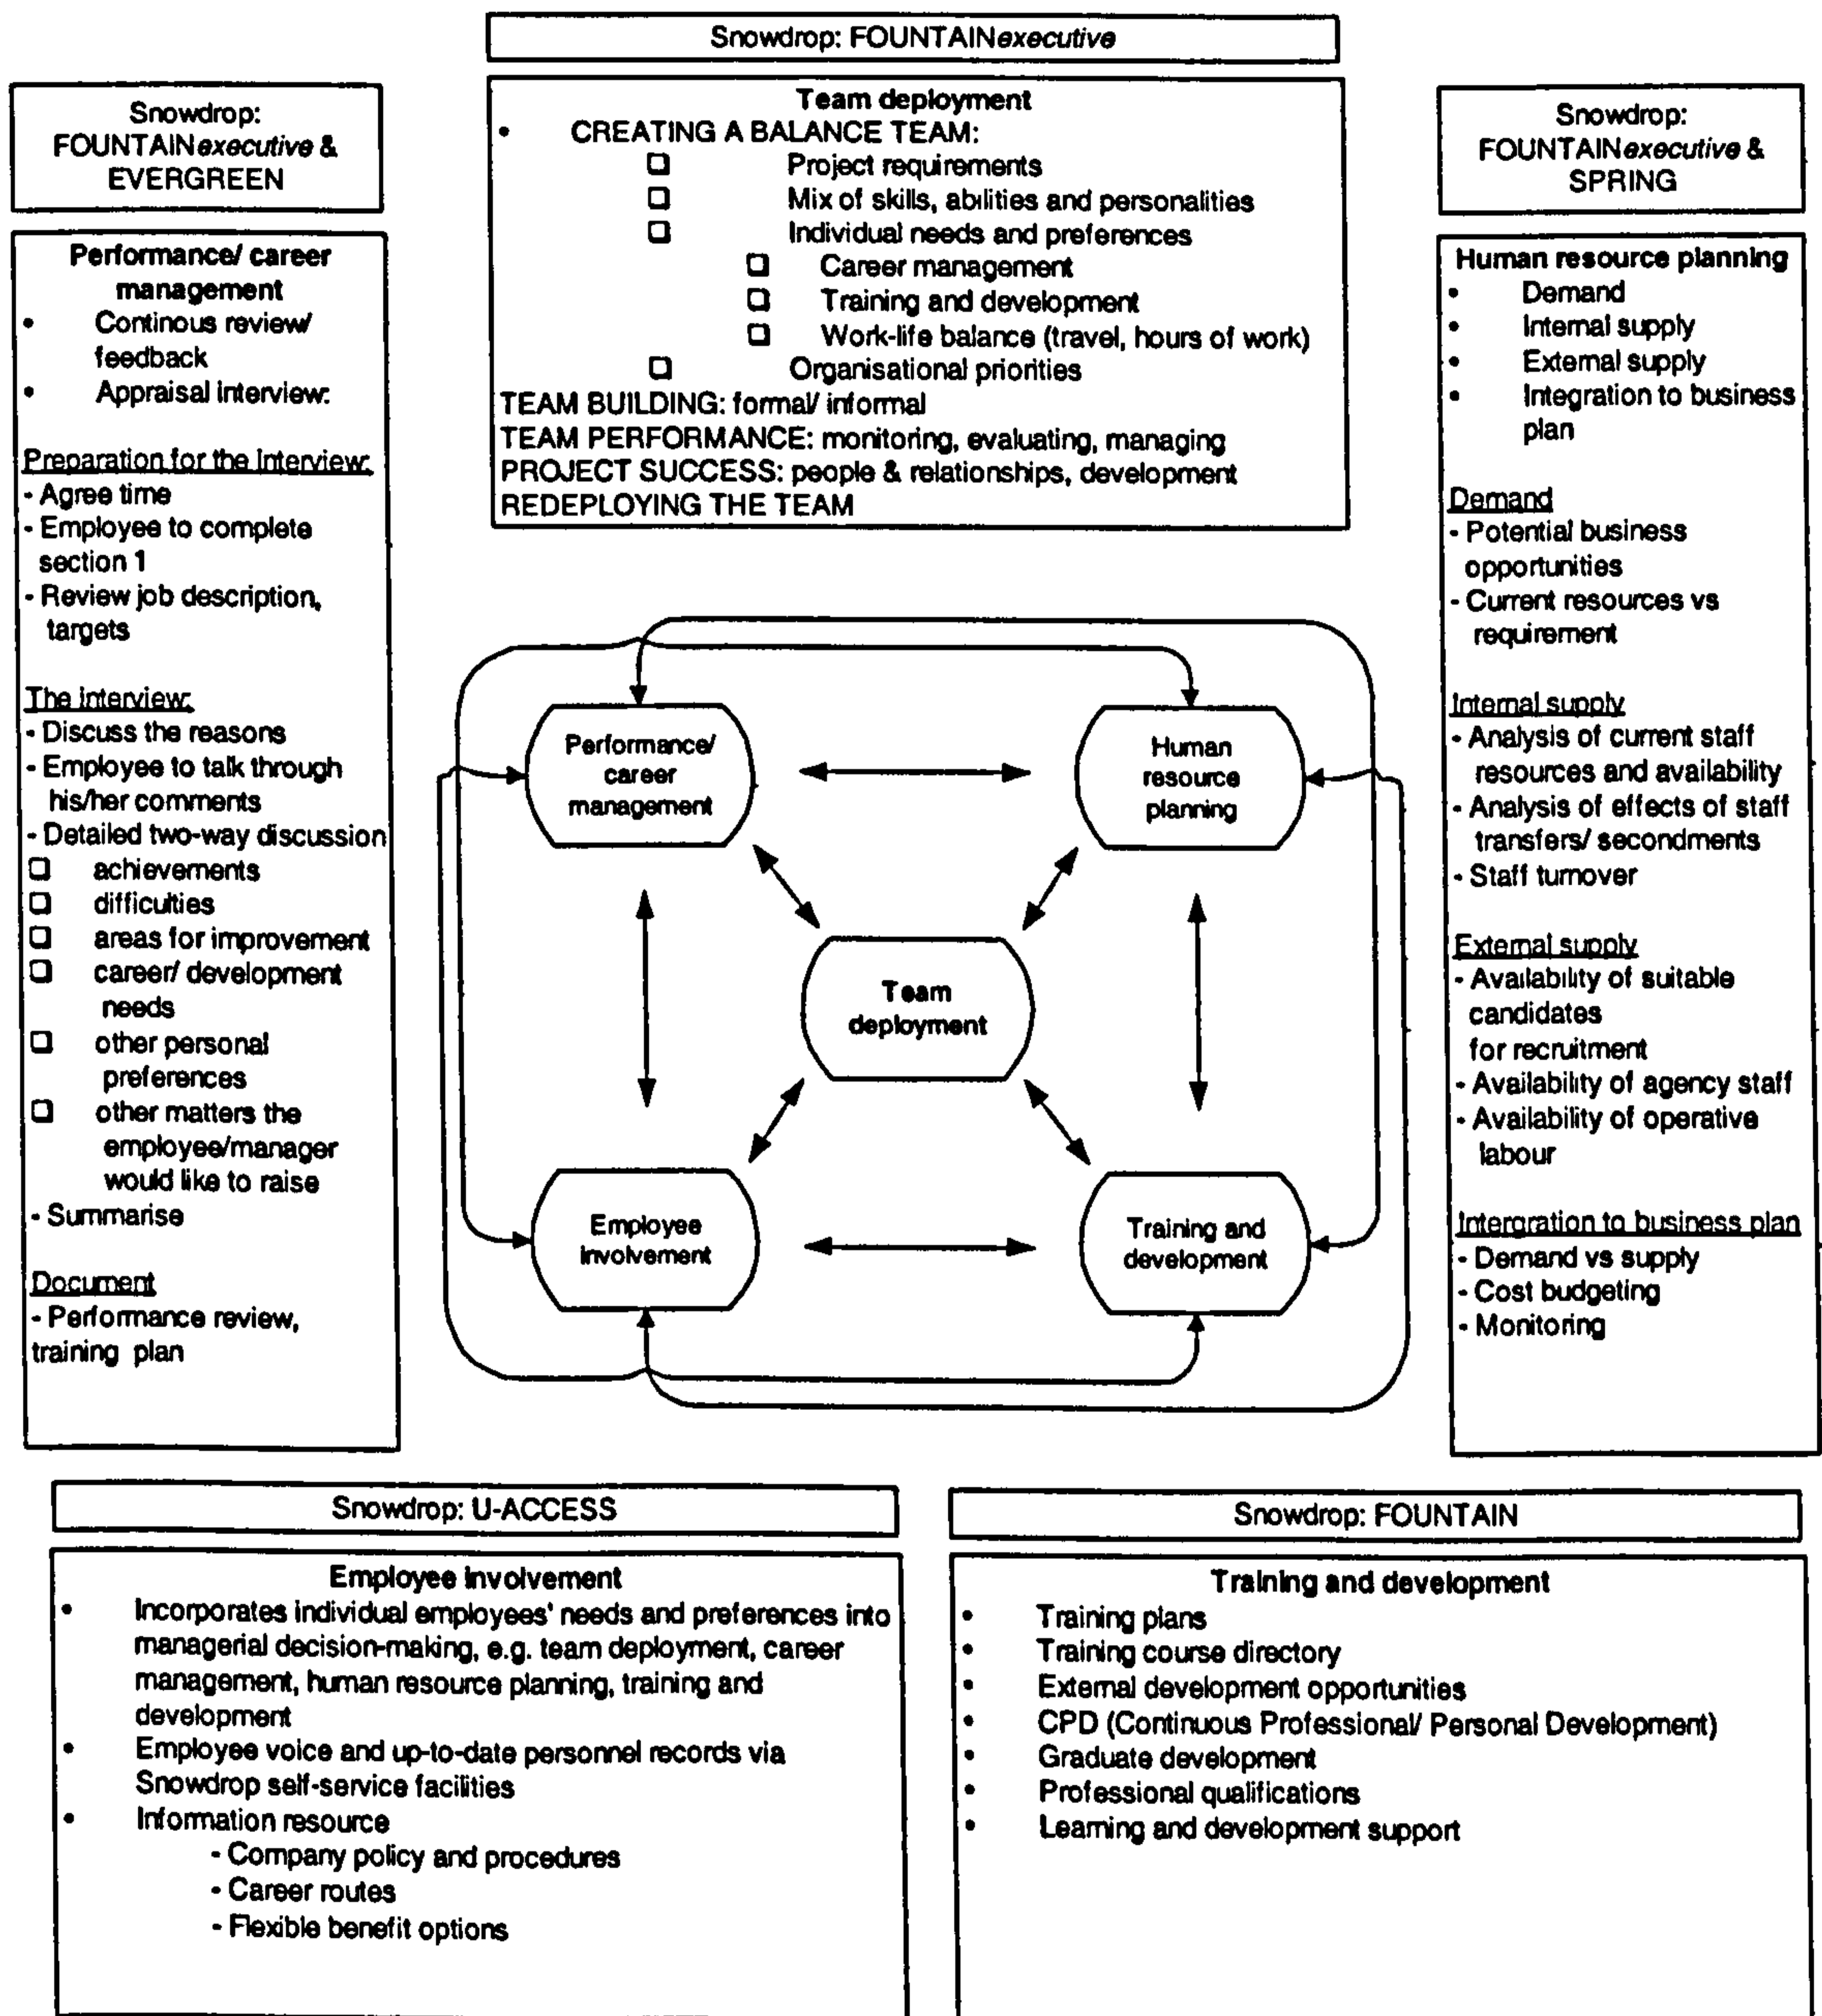 Snowdrop: FOUNTAINexecutive
Snowdrop:
FOUNTAINexecutive &
EVERGREEN
Team deployment
• CREATING A BALANCE TEAM:
❑ Project requirements
❑ Mix of skills, abilities and personalities
❑ Individual needs and preferences
❑ Career management
❑ Training and development
❑ Work-life balance (travel, hours of work)
❑ Organisational priorities
TEAM BUILDING: formal/ informal
TEAM PERFORMANCE: monitoring, evaluating, managing
PROJECT SUCCESS: people & relationships, development
REDEPLOYING THE TEAM
Snowdrop:
FOUNTAINexecutive &
SPRING
Performance/ career
management
• Continous review/
feedback
• Appraisal interview:
Preparation for the interview:
- Agree time
- Employee to complete
section 1
- Review job description,
targets
The interview:
- Discuss the reasons
- Employee to talk through
his/her comments
- Detailed two-way discussion
❑ achievements
❑ difficulties
❑ areas for improvement
❑ career/ development
needs
❑ other personal
preferences
❑ other matters the
employee/manager
would like to raise
- Summarise
Document
- Performance review,
training plan
Performance/
career
management
Human
resource
planning
Team
deployment
Employee
involvement
Training and
development
Human resource planning
• Demand
• Internal supply
• External supply
• Integration to business
plan
Demand
- Potential business
opportunities
- Current resources vs
requirement
Internal supply
- Analysis of current staff
resources and availability
- Analysis of effects of staff
transfers/ secondments
- Staff turnover
External supply
- Availability of suitable
candidates
for recruitment
- Availability of agency staff
- Availability of operative
labour
Intergration to business plan
- Demand vs supply
- Cost budgeting
- Monitoring
Snowdrop: U-ACCESS
Employee involvement
• Incorporates individual employees' needs and preferences into
managerial decision-making, e.g. team deployment, career
management, human resource planning, training and
development
• Employee voice and up-to-date personnel records via
Snowdrop self-service facilities
• Information resource
- Company policy and procedures
- Career routes
- Flexible benefit options
Snowdrop: FOUNTAIN
Training and development
• Training plans
• Training course directory
• External development opportunities
• CPD (Continuous Professional/ Personal Development)
• Graduate development
• Professional qualifications
• Learning and development support